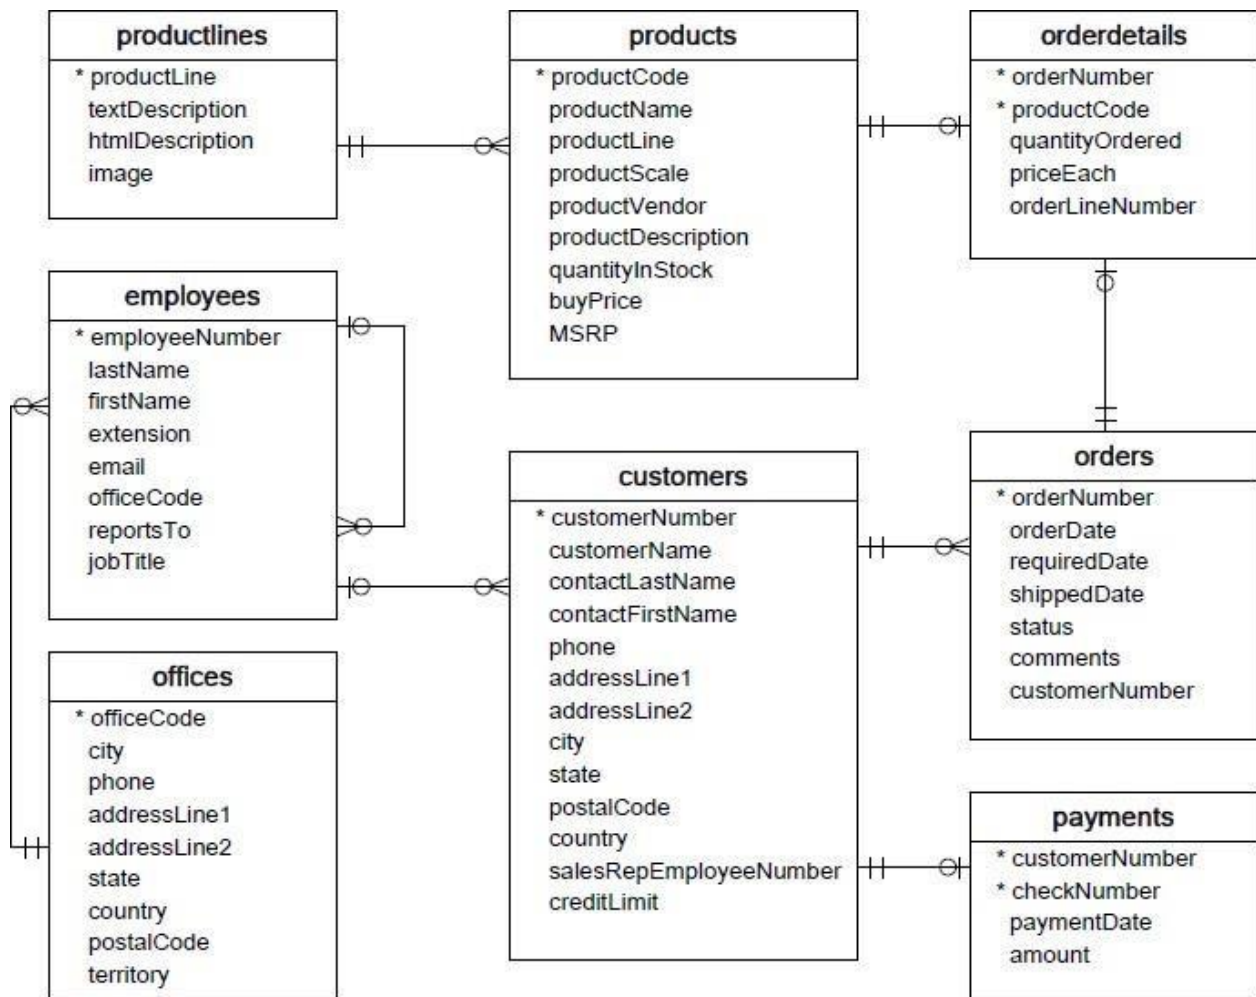 productlines
* productLine
textDescription
htmlDescription
image
products
* productCode
productName
productLine
productScale
productVendor
productDescription
quantityInStock
buyPrice
MSRP
orderdetails
* orderNumber
* productCode
quantityOrdered
priceEach
orderLineNumber
employees
* employeeNumber
lastName
firstName
extension
email
officeCode
reportsTo
jobTitle
customers
* customerNumber
customerName
contactLastName
contactFirstName
phone
addressLine1
addressLine2
city
state
postalCode
country
salesRepEmployeeNumber
creditLimit
orders
* orderNumber
orderDate
requiredDate
shippedDate
status
comments
customerNumber
offices
* officeCode
city
phone
addressLine1
addressLine2
state
country
postalCode
territory
payments
* customerNumber
* checkNumber
paymentDate
amount